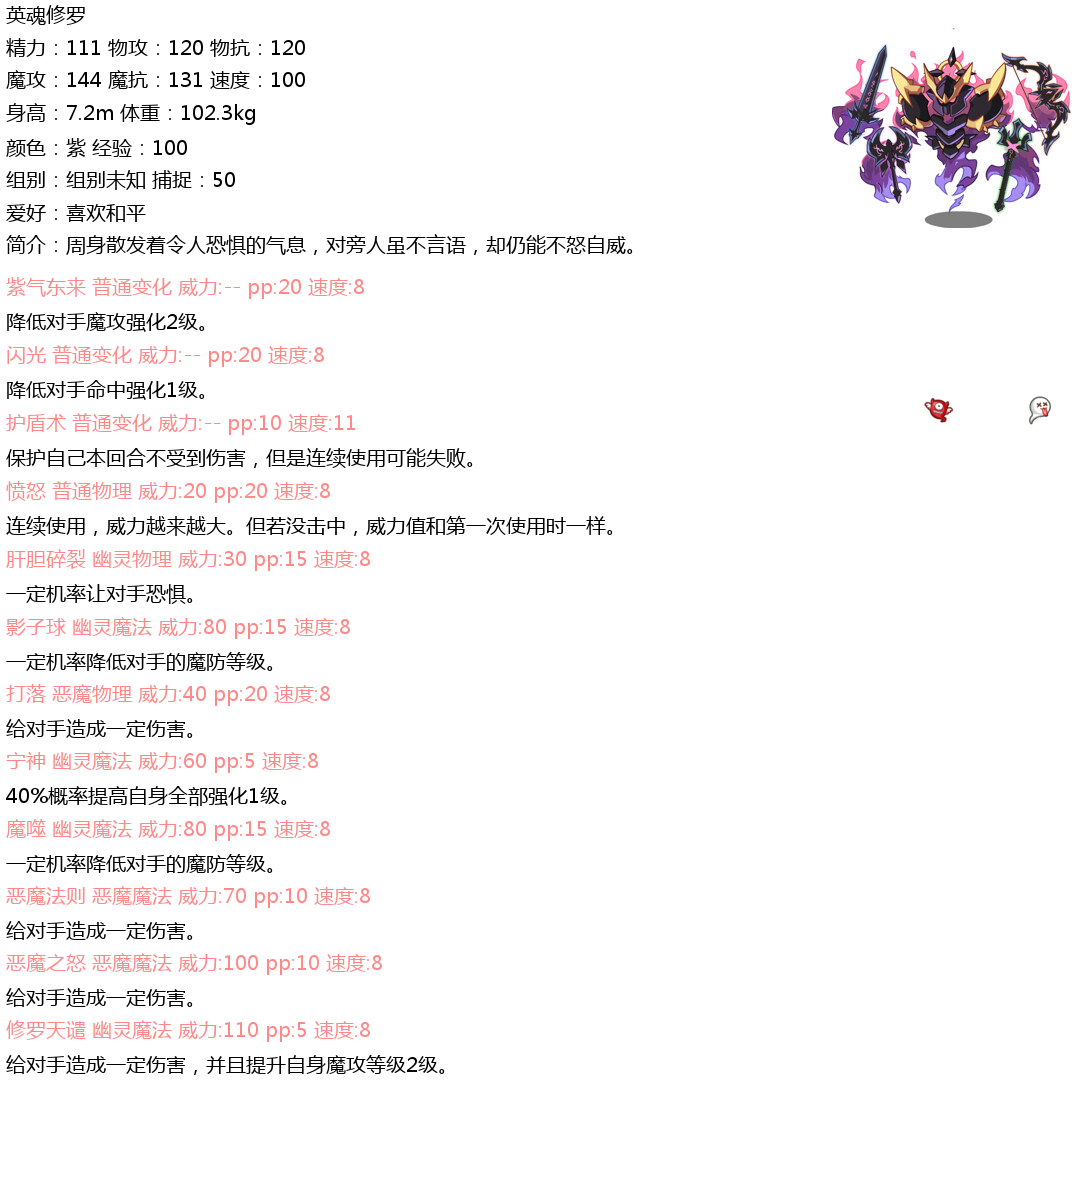 英魂修罗
精力：111 物攻：120 物抗：120
魔攻：144 魔抗：131 速度：100
身高：7.2m 体重：102.3kg
颜色：紫 经验：100
组别：组别未知 捕捉：50
爱好：喜欢和平
简介：周身散发着令人恐惧的气息，对旁人虽不言语，却仍能不怒自威。
紫气东来 普通变化 威力:-- pp:20 速度:8
降低对手魔攻强化2级。
闪光 普通变化 威力:-- pp:20 速度:8
降低对手命中强化1级。
护盾术 普通变化 威力:-- pp:10 速度:11
保护自己本回合不受到伤害，但是连续使用可能失败。
愤怒 普通物理 威力:20 pp:20 速度:8
连续使用，威力越来越大。但若没击中，威力值和第一次使用时一样。
肝胆碎裂 幽灵物理 威力:30 pp:15 速度:8
一定机率让对手恐惧。
影子球 幽灵魔法 威力:80 pp:15 速度:8
一定机率降低对手的魔防等级。
打落 恶魔物理 威力:40 pp:20 速度:8
给对手造成一定伤害。
宁神 幽灵魔法 威力:60 pp:5 速度:8
40%概率提高自身全部强化1级。
魔噬 幽灵魔法 威力:80 pp:15 速度:8
一定机率降低对手的魔防等级。
恶魔法则 恶魔魔法 威力:70 pp:10 速度:8
给对手造成一定伤害。
恶魔之怒 恶魔魔法 威力:100 pp:10 速度:8
给对手造成一定伤害。
修罗天谴 幽灵魔法 威力:110 pp:5 速度:8
给对手造成一定伤害，并且提升自身魔攻等级2级。